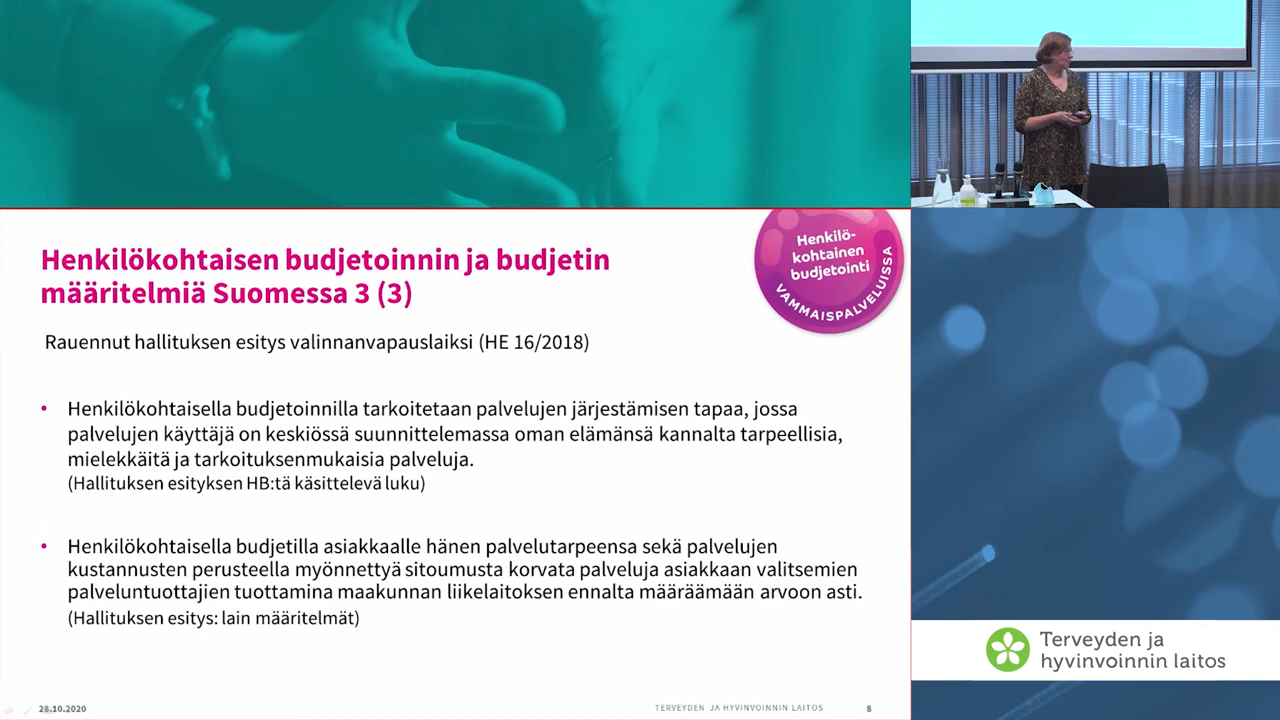 Henkilökohtaisen budjetoinnin ja budjetin
määritelmiä Suomessa 3 (3)
Henkilö-
kohtainen
budjetointi
VAMMAISPALVELUISSA
Rauennut hallituksen esitys valinnanvapauslaiksi (HE 16/2018)
• Henkilökohtaisella budjetoinnilla tarkoitetaan palvelujen järjestämisen tapaa, jossa
palvelujen käyttäjä on keskiössä suunnittelemassa oman elämänsä kannalta tarpeellisia,
mielekkäitä ja tarkoituksenmukaisia palveluja.
(Hallituksen esityksen HB:tä käsittelevä luku)
• Henkilökohtaisella budjetilla asiakkaalle hänen palvelutarpeensa sekä palvelujen
kustannusten perusteella myönnettyä sitoumusta korvata palveluja asiakkaan valitsemien
palveluntuottajien tuottamina maakunnan liikelaitoksen ennalta määräämään arvoon asti.
(Hallituksen esitys: lain määritelmät)
28.10.2020
TERVEYDEN JA HYVINVOINNIN LAITOS
8
Terveyden ja
hyvinvoinnin laitos